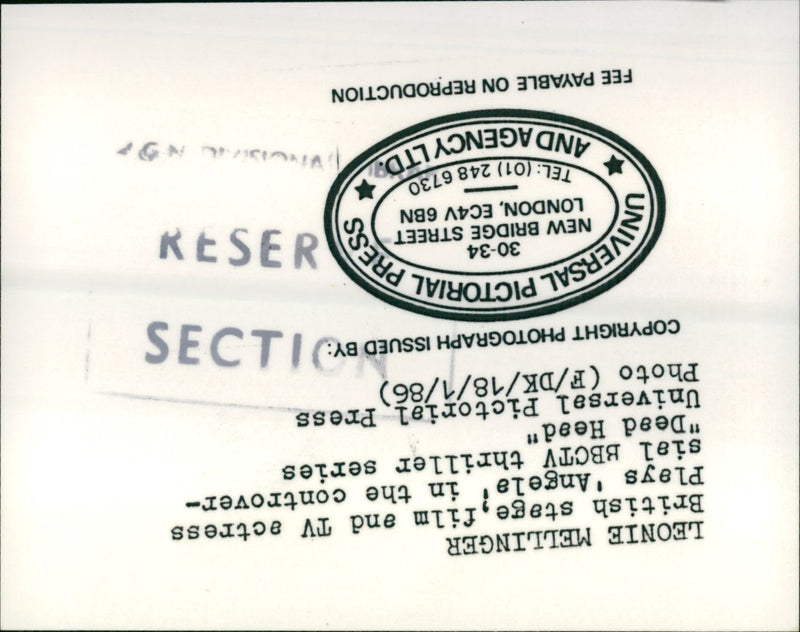 LEONIE MELLINGER
British stage,film and TV actress
Plays 'Angela' in the controver-
sial BBCTV thriller series
"Dead Head"
Universal Pictorial Press
Photo (F/DK/18/1/86)
COPYRIGHT PHOTOGRAPH ISSUED BY:
UNIVERSAL PICTORIAL PRESS
30-34
NEW BRIDGE STREET
LONDON, EC4V 6BN
TEL: (01) 248 6730
AND AGENCY LTD.
FEE PAYABLE ON REPRODUCTION
DIVISIONAL
RESER
SECTION